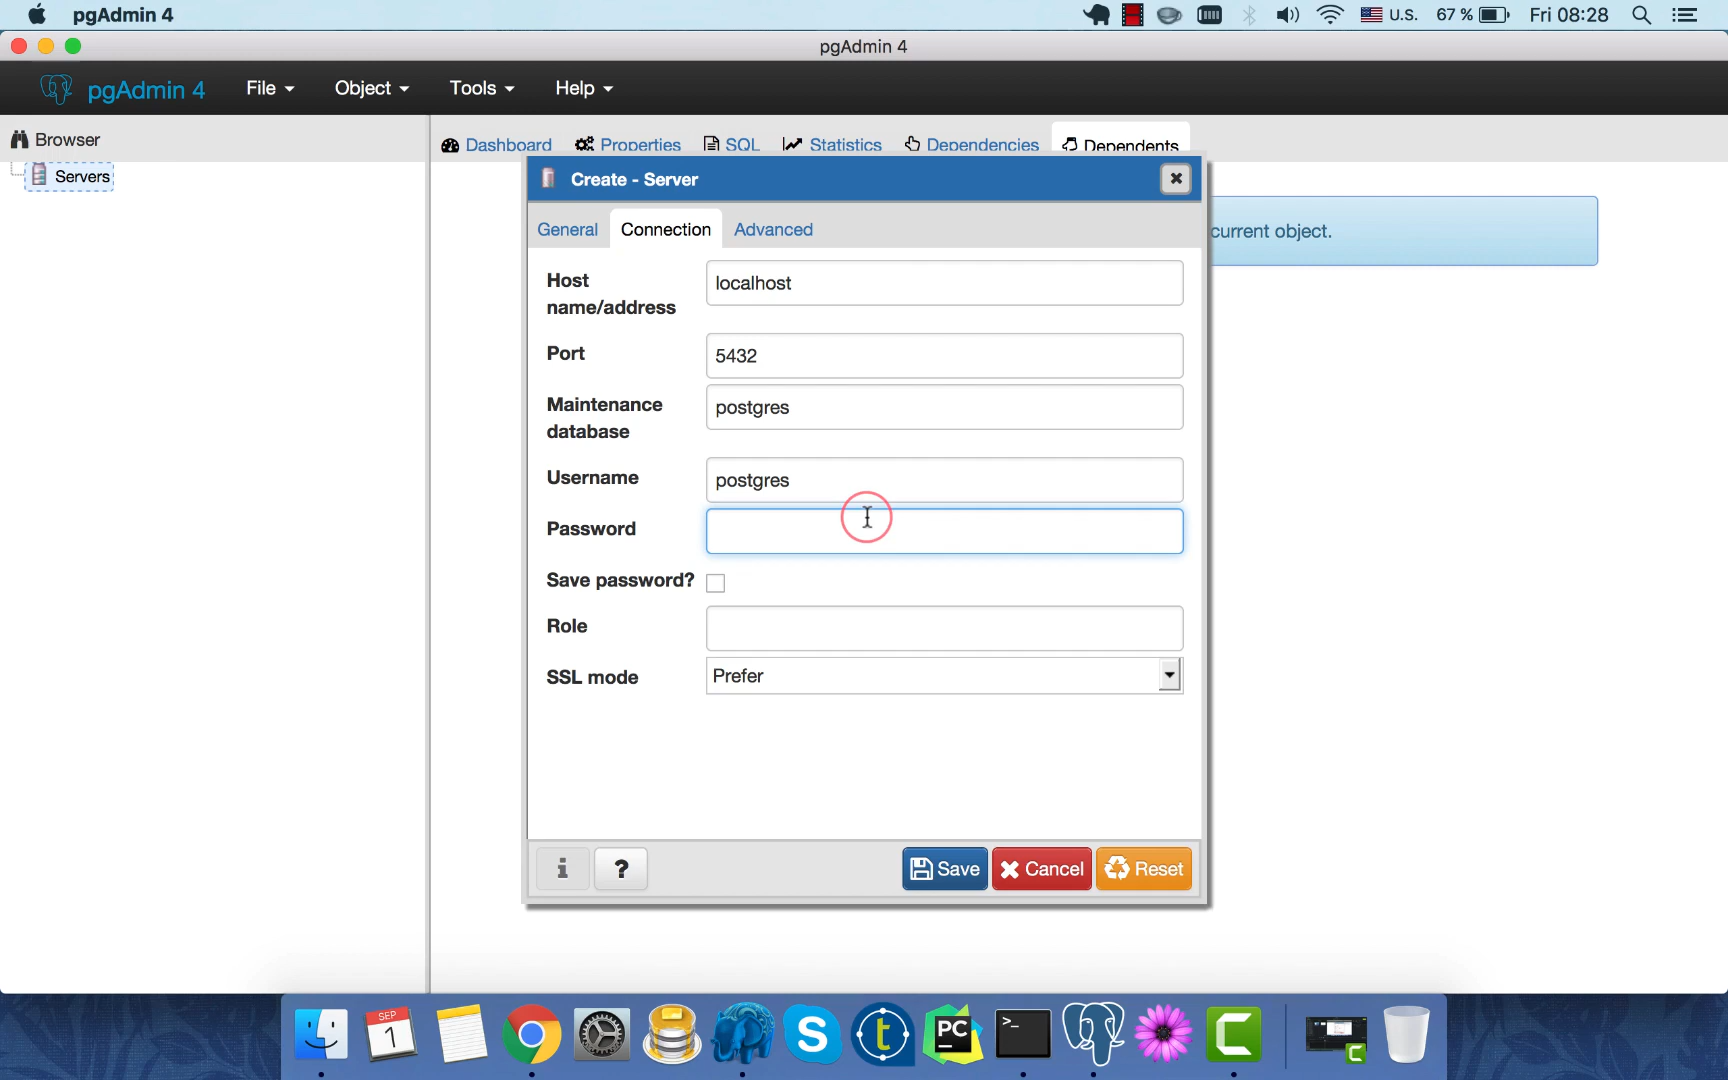 pgAdmin 4
U.S. 67 % Fri 08:28
pgAdmin 4
pgAdmin 4 File Object Tools Help
Browser
Dashboard Properties SQL Statistics Dependencies Dependents
Servers
Create - Server
General Connection Advanced
current object.
Host
name/address
localhost
Port 5432
Maintenance
database
postgres
Username postgres
Password
Save password?
Role
SSL mode Prefer
i ? Save Cancel Reset
SEP
1
S t PC >_ C
C